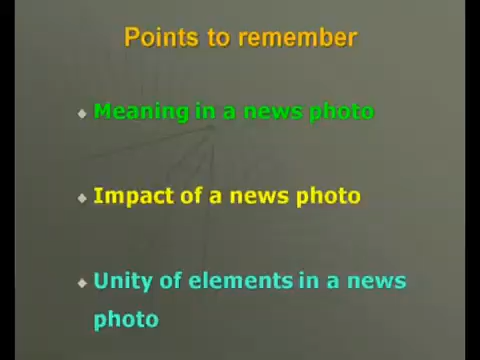 Points to remember
Meaning in a news photo
Impact of a news photo
Unity of elements in a news
photo